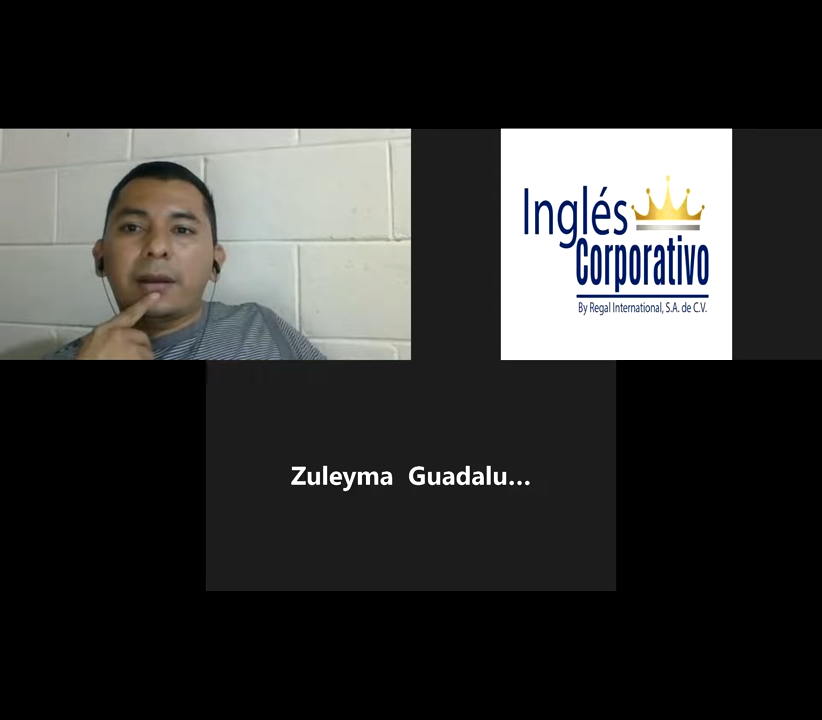 Inglés
Corporativo
By Regal International, S.A. de C.V.
Zuleyma Guadalu...